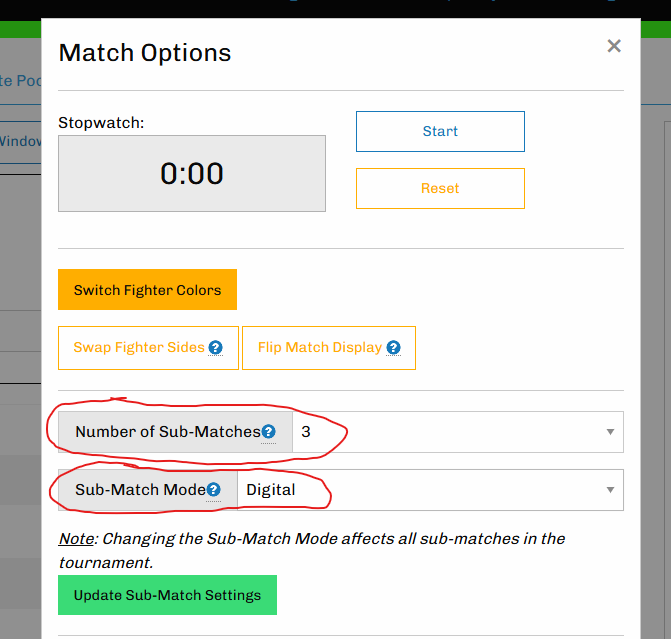 Match Options
×
te Poo
Stopwatch:
Start
Window
0:00
Reset
Switch Fighter Colors
Swap Fighter Sides ?
Flip Match Display ?
Number of Sub-Matches ? 3
Sub-Match Mode ? Digital
Note: Changing the Sub-Match Mode affects all sub-matches in the
tournament.
Update Sub-Match Settings